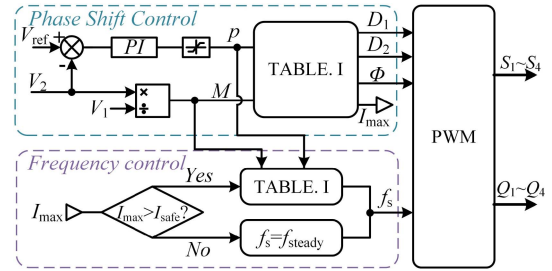 Phase Shift Control
V_ref
+
-
PI
p
V_2
V_1
×
÷
M
TABLE. I
D_1
D_2
Φ
I_max
PWM
S_1~S_4
Q_1~Q_4
Frequency control
I_max
I_max>I_safe?
Yes
No
TABLE. I
f_s=f_steady
f_s